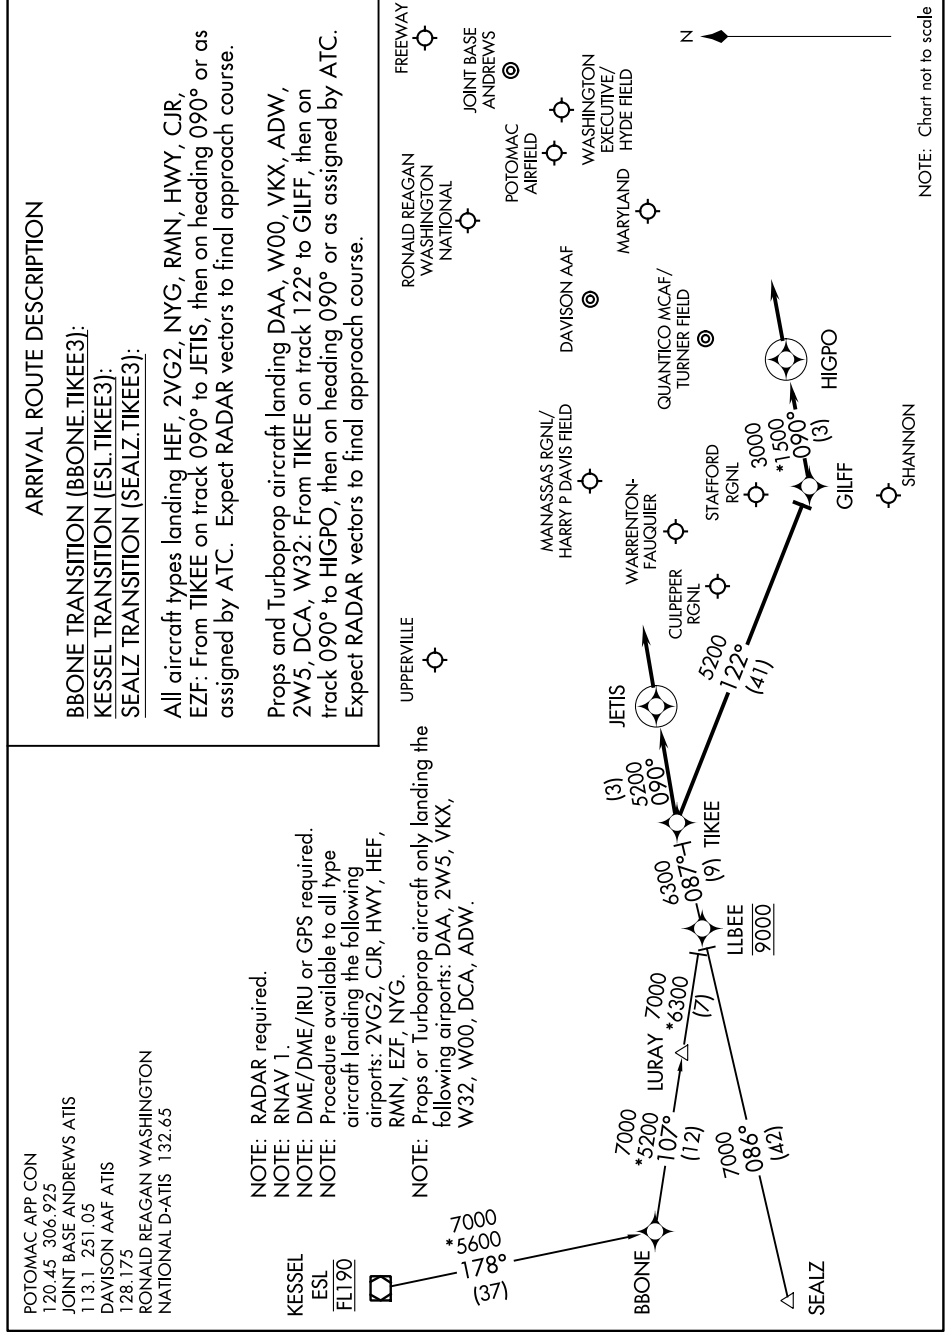 POTOMAC APP CON
120.45 306.925
JOINT BASE ANDREWS ATIS
113.1 251.05
DAVISON AAF ATIS
128.175
RONALD REAGAN WASHINGTON
NATIONAL D-ATIS 132.65
ARRIVAL ROUTE DESCRIPTION
BBONE TRANSITION (BBONE.TIKEE3):
KESSEL TRANSITION (ESL.TIKEE3):
SEALZ TRANSITION (SEALZ.TIKEE3):
All aircraft types landing HEF, 2VG2, NYG, RMN, HWY, CJR,
EZF: From TIKEE on track 090° to JETIS, then on heading 090° or as
assigned by ATC. Expect RADAR vectors to final approach course.
Props and Turboprop aircraft landing DAA, W00, VKX, ADW,
2W5, DCA, W32: From TIKEE on track 122° to GILFF, then on
track 090° to HIGPO, then on heading 090° or as assigned by ATC.
Expect RADAR vectors to final approach course.
NOTE: RADAR required.
NOTE: RNAV 1.
NOTE: DME/DME/IRU or GPS required.
NOTE: Procedure available to all type
aircraft landing the following
airports: 2VG2, CJR, HWY, HEF,
RMN, EZF, NYG.
NOTE: Props or Turboprop aircraft only landing the
following airports: DAA, 2W5, VKX,
W32, W00, DCA, ADW.
KESSEL
ESL
FL190
7000
*5600
178°
(37)
BBONE
7000
*5200
107°
(12)
LURAY
7000
*6300
(7)
SEALZ
7000
086°
(42)
LLBEE
9000
6300
087°
(9)
TIKEE
(3)
5200
090°
JETIS
5200
122°
(41)
GILFF
3000
*1500
090°
(3)
HIGPO
UPPERVILLE
CULPEPER
RGNL
WARRENTON-
FAUQUIER
MANASSAS RGNL/
HARRY P DAVIS FIELD
STAFFORD
RGNL
SHANNON
QUANTICO MCAF/
TURNER FIELD
DAVISON AAF
MARYLAND
RONALD REAGAN
WASHINGTON
NATIONAL
POTOMAC
AIRFIELD
WASHINGTON
EXECUTIVE/
HYDE FIELD
JOINT BASE
ANDREWS
FREEWAY
N
NOTE: Chart not to scale